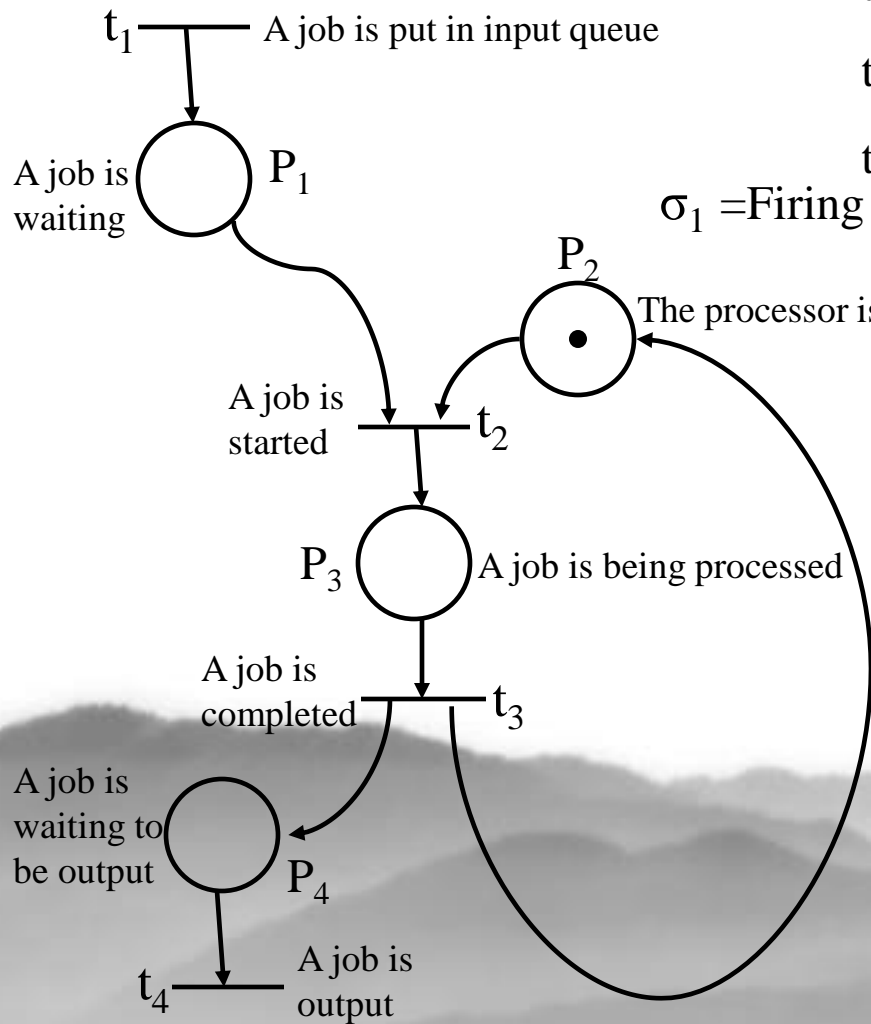 t₁ A job is put in input queue
t
P₁
A job is
waiting
t
σ₁ =Firing
P₂
The processor is
A job is
started
t₂
P₃
A job is being processed
A job is
completed
t₃
A job is
waiting to
be output
P₄
t₄
A job is
output